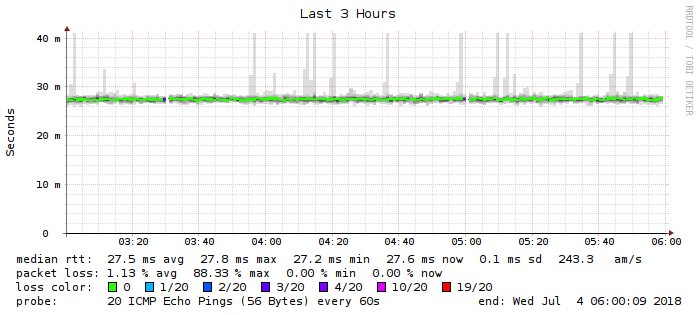 Last 3 Hours
RRDTOOL / TOBI OETIKER
Seconds
40 m
30 m
20 m
10 m
0
03:20 03:40 04:00 04:20 04:40 05:00 05:20 05:40 06:00
median rtt: 27.5 ms avg 27.8 ms max 27.2 ms min 27.6 ms now 0.1 ms sd 243.3 am/s
packet loss: 1.13 % avg 88.33 % max 0.00 % min 0.00 % now
loss color: 0 1/20 2/20 3/20 4/20 10/20 19/20
probe: 20 ICMP Echo Pings (56 Bytes) every 60s end: Wed Jul 4 06:00:09 2018